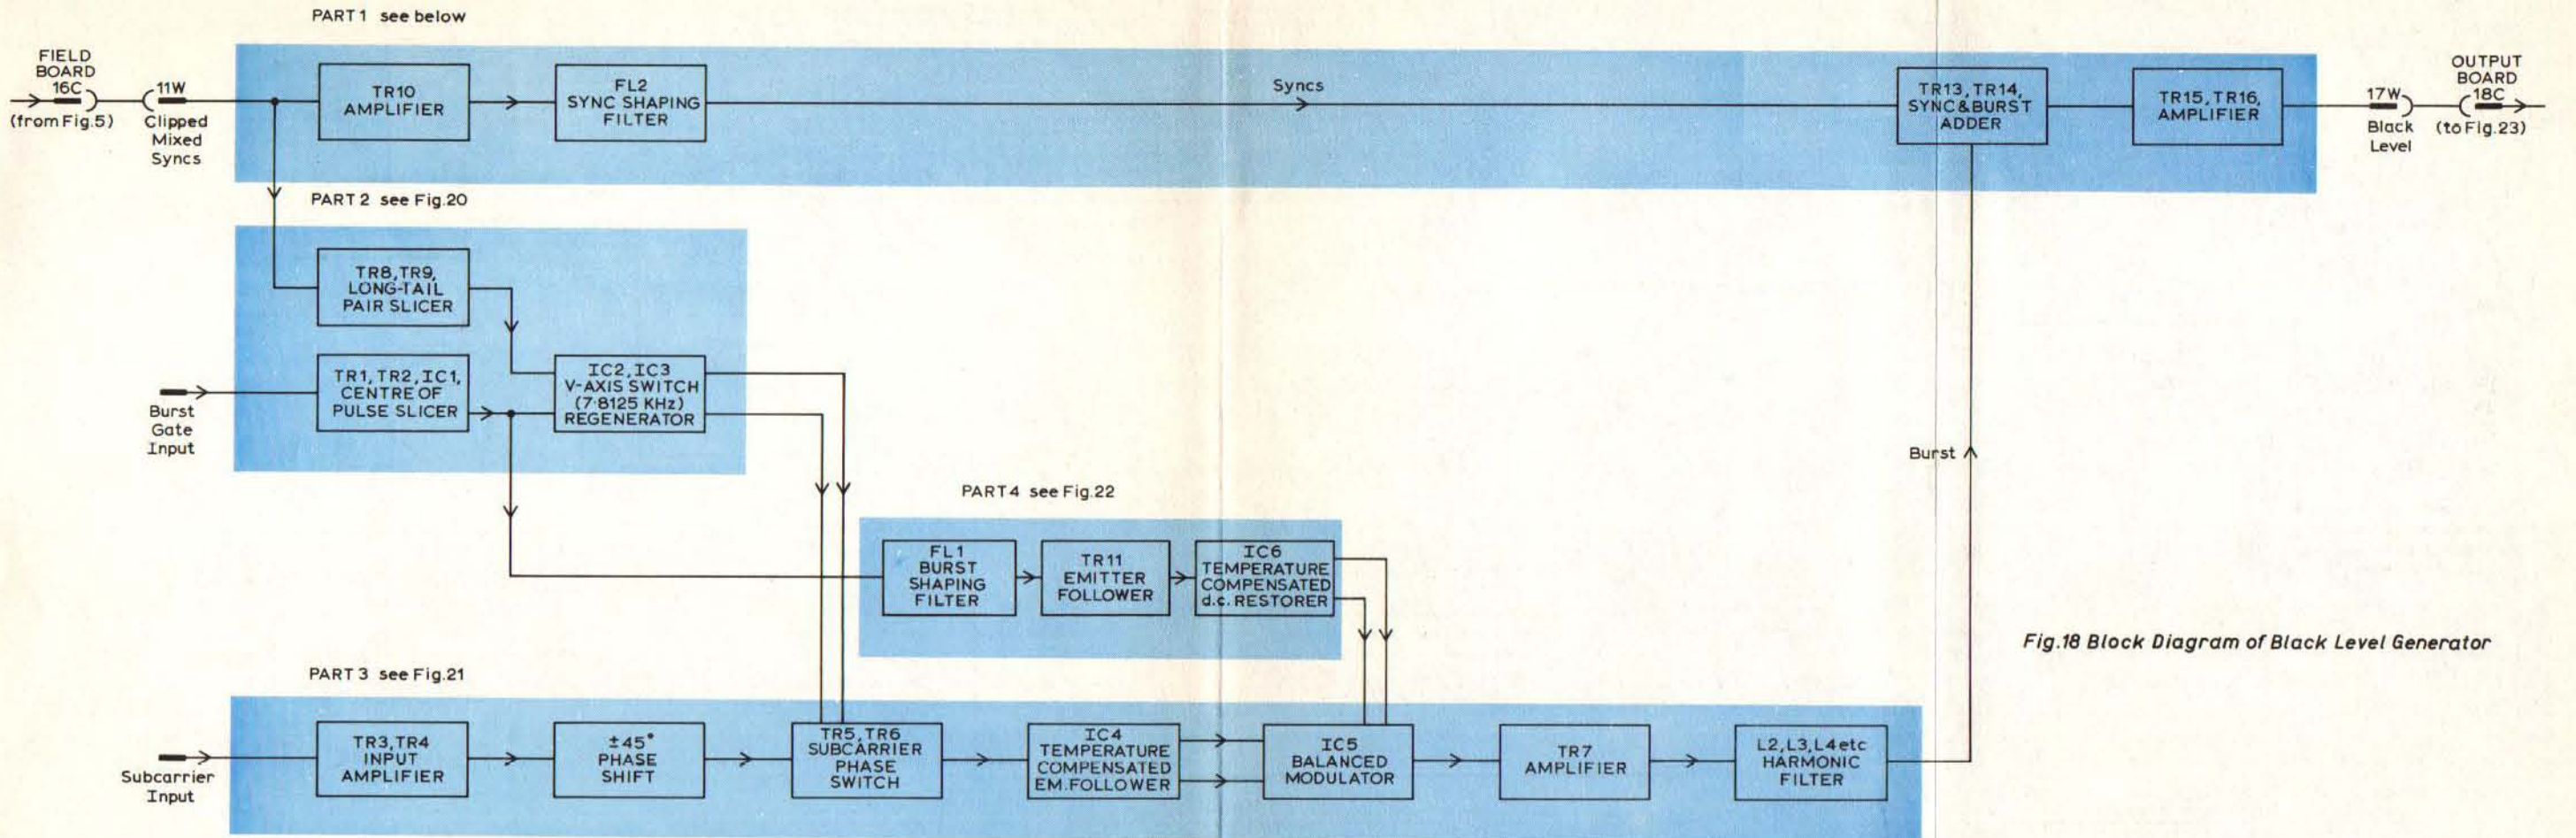 PART 1 see below
FIELD
BOARD
16C
(from Fig.5)
11W
Clipped
Mixed
Syncs
TR10
AMPLIFIER
FL2
SYNC SHAPING
FILTER
Syncs
TR13, TR14,
SYNC&BURST
ADDER
TR15, TR16,
AMPLIFIER
17W
Black
Level
OUTPUT
BOARD
18C
(to Fig.23)
PART 2 see Fig.20
TR8,TR9,
LONG-TAIL
PAIR SLICER
Burst
Gate
Input
TR1, TR2, IC1,
CENTRE OF
PULSE SLICER
IC2, IC3
V-AXIS SWITCH
(7·8125 KHz)
REGENERATOR
Burst
PART4 see Fig.22
FL1
BURST
SHAPING
FILTER
TR11
EMITTER
FOLLOWER
IC6
TEMPERATURE
COMPENSATED
d.c. RESTORER
Fig.18 Block Diagram of Black Level Generator
PART 3 see Fig.21
Subcarrier
Input
TR3,TR4
INPUT
AMPLIFIER
±45°
PHASE
SHIFT
TR5, TR6
SUBCARRIER
PHASE
SWITCH
IC4
TEMPERATURE
COMPENSATED
EM.FOLLOWER
IC5
BALANCED
MODULATOR
TR7
AMPLIFIER
L2, L3, L4 etc
HARMONIC
FILTER